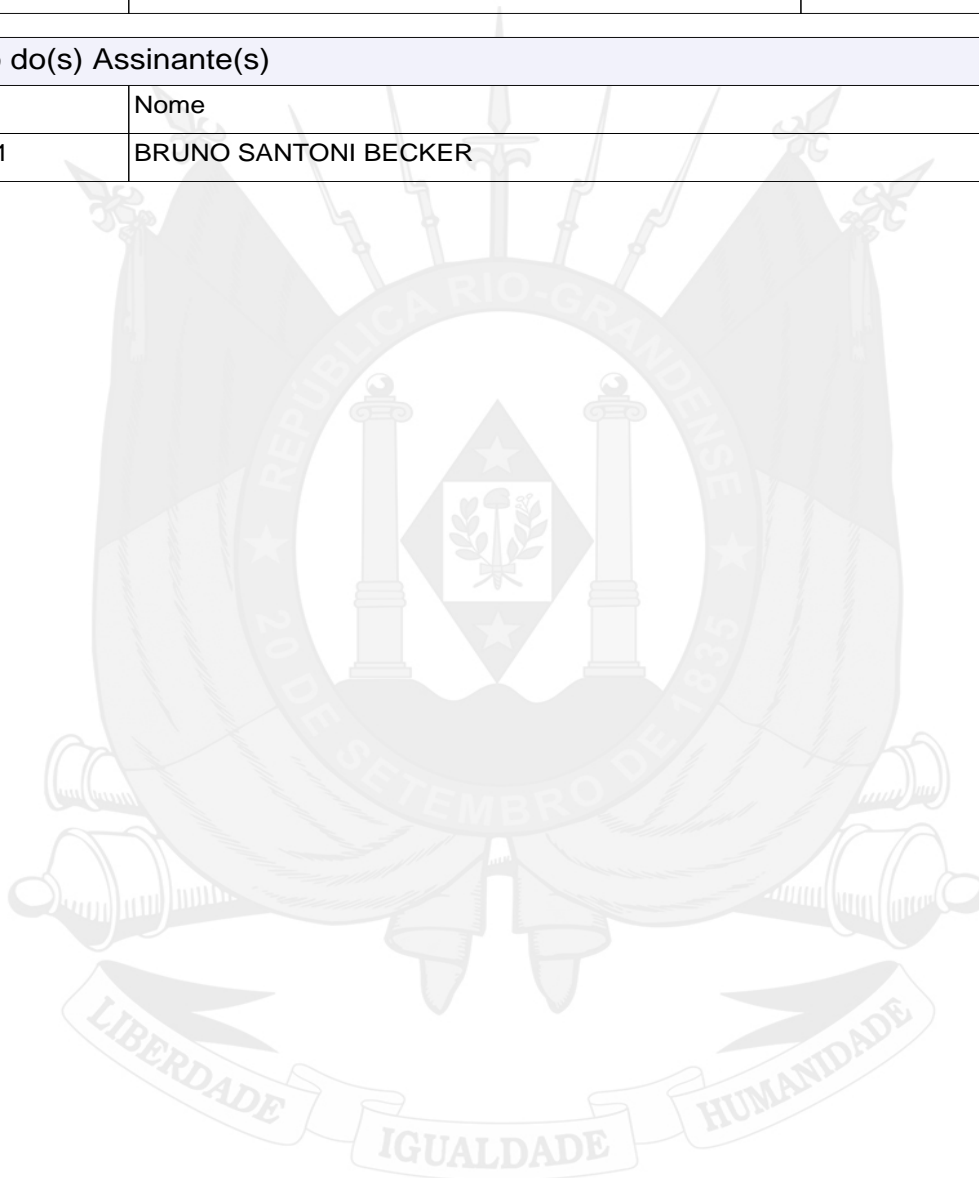 do(s) Assinante(s)
Nome
1 BRUNO SANTONI BECKER
REPÚBLICA RIO-GRANDENSE
★ 20 DE SETEMBRO DE 1835 ★
LIBERDADE
IGUALDADE
HUMANIDADE